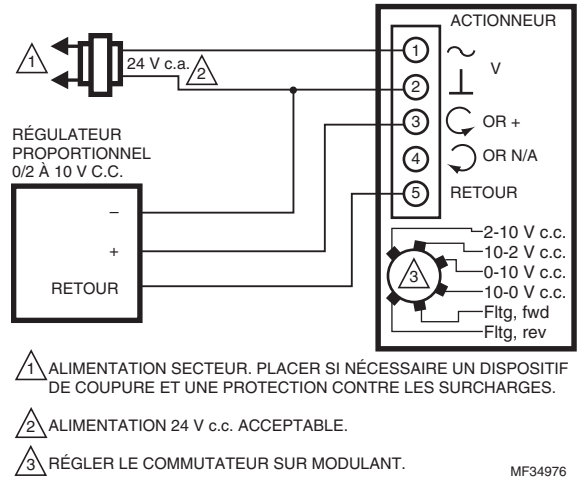 ACTIONNEUR
1
24 V c.a.
2
1
V
2
3
OR +
4
OR N/A
5
RETOUR
RÉGULATEUR
PROPORTIONNEL
0/2 À 10 V C.C.
–
+
RETOUR
2-10 V c.c.
10-2 V c.c.
0-10 V c.c.
10-0 V c.c.
Fltg, fwd
Fltg, rev
3
1 ALIMENTATION SECTEUR. PLACER SI NÉCESSAIRE UN DISPOSITIF
DE COUPURE ET UNE PROTECTION CONTRE LES SURCHARGES.
2 ALIMENTATION 24 V c.c. ACCEPTABLE.
3 RÉGLER LE COMMUTATEUR SUR MODULANT.
MF34976